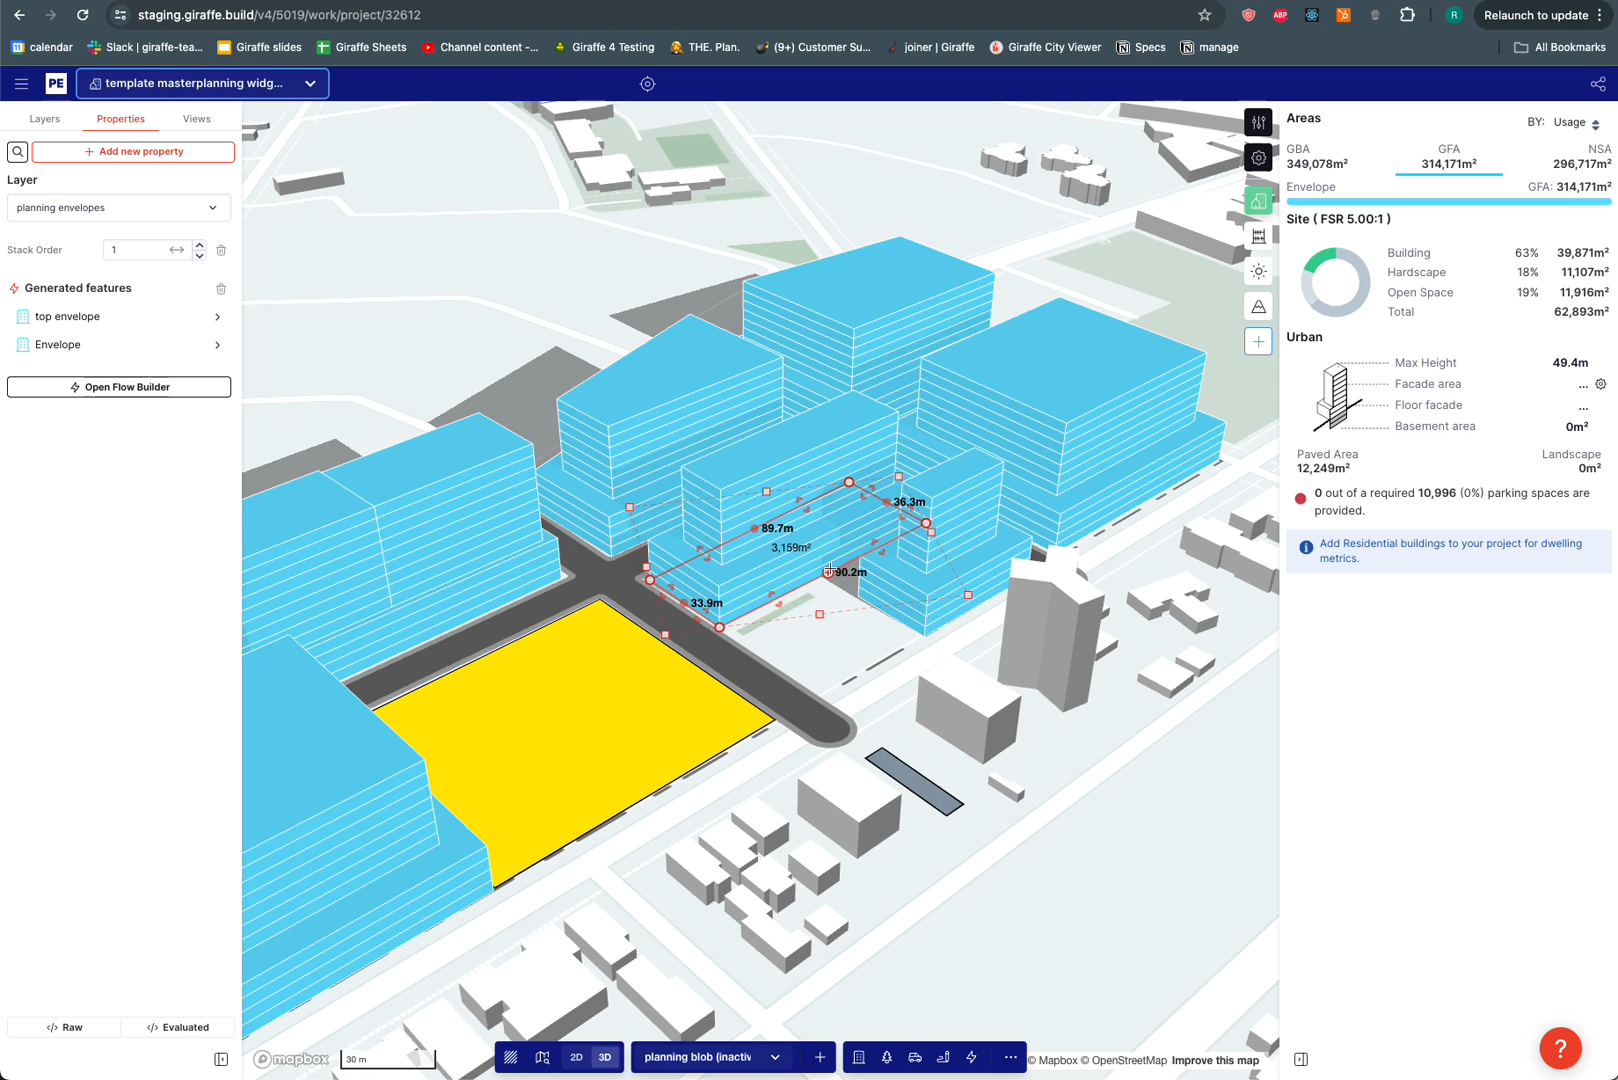 staging.giraffe.build/v4/5019/work/project/32612
ABP
R
Relaunch to update
calendar
Slack | giraffe-tea...
Giraffe slides
Giraffe Sheets
Channel content -...
Giraffe 4 Testing
THE. Plan.
(9+) Customer Su...
joiner | Giraffe
Giraffe City Viewer
Specs
manage
All Bookmarks
PE
template masterplanning widg...
Layers
Properties
Views
+ Add new property
Layer
planning envelopes
Stack Order
1
Generated features
top envelope
Envelope
Open Flow Builder
</> Raw
</> Evaluated
89.7m
36.3m
3,159m²
90.2m
33.9m
mapbox
30 m
2D
3D
planning blob (inactiv
© Mapbox © OpenStreetMap Improve this map
Areas
BY: Usage
GBA
349,078m²
GFA
314,171m²
NSA
296,717m²
Envelope
GFA: 314,171m²
Site ( FSR 5.00:1 )
Building 63% 39,871m²
Hardscape 18% 11,107m²
Open Space 19% 11,916m²
Total 62,893m²
Urban
Max Height 49.4m
Facade area ...
Floor facade ...
Basement area 0m²
Paved Area
12,249m²
Landscape
0m²
0 out of a required 10,996 (0%) parking spaces are
provided.
Add Residential buildings to your project for dwelling
metrics.
?